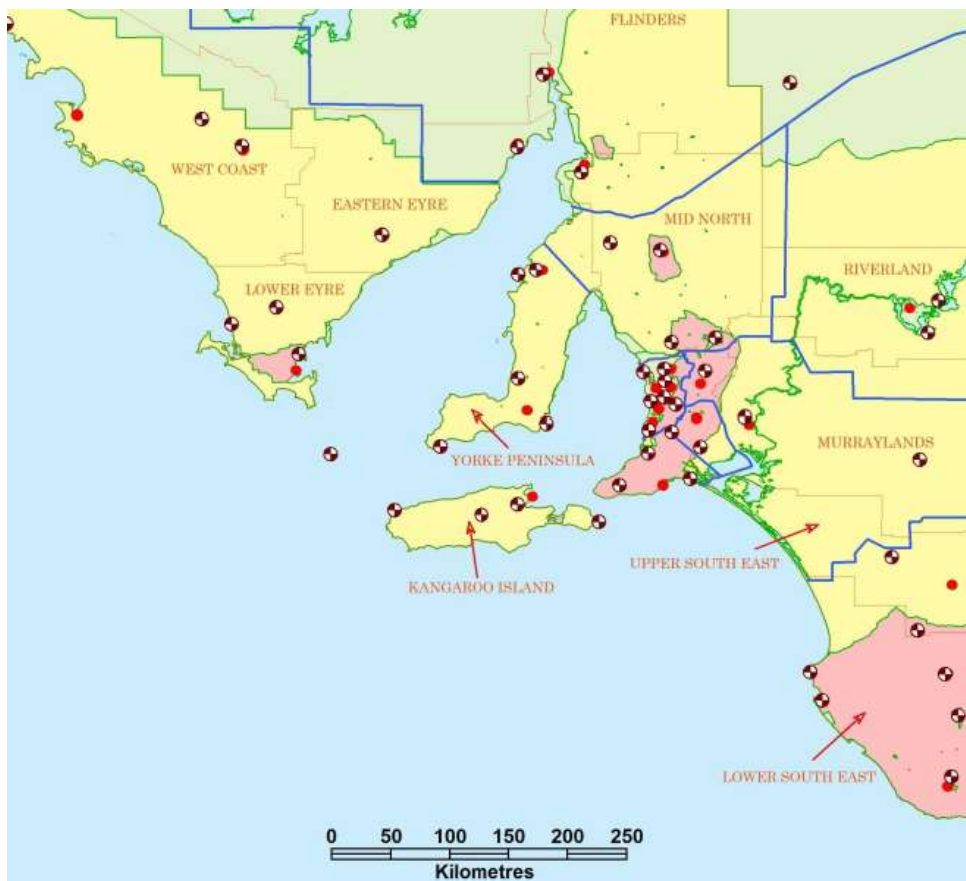 FLINDERS
WEST COAST
EASTERN EYRE
MID NORTH
RIVERLAND
LOWER EYRE
MURRAYLANDS
YORKE PENINSULA
UPPER SOUTH EAST
KANGAROO ISLAND
LOWER SOUTH EAST
0 50 100 150 200 250
Kilometres